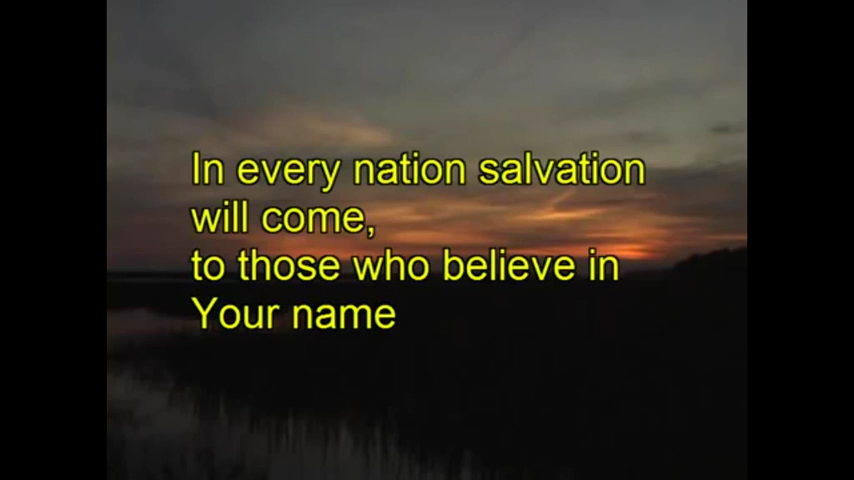 In every nation salvation
will come,
to those who believe in
Your name